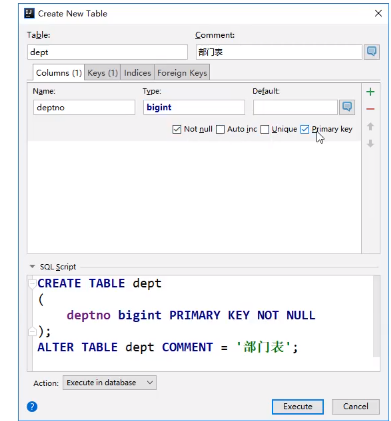 Create New Table
Table:
Comment:
dept
部门表
Columns (1)
Keys (1)
Indices
Foreign Keys
Name:
Type:
Default:
deptno
bigint
Not null
Auto inc
Unique
Primary key
SQL Script
CREATE TABLE dept
(
deptno bigint PRIMARY KEY NOT NULL
);
ALTER TABLE dept COMMENT = '部门表';
Action:
Execute in database
?
Execute
Cancel